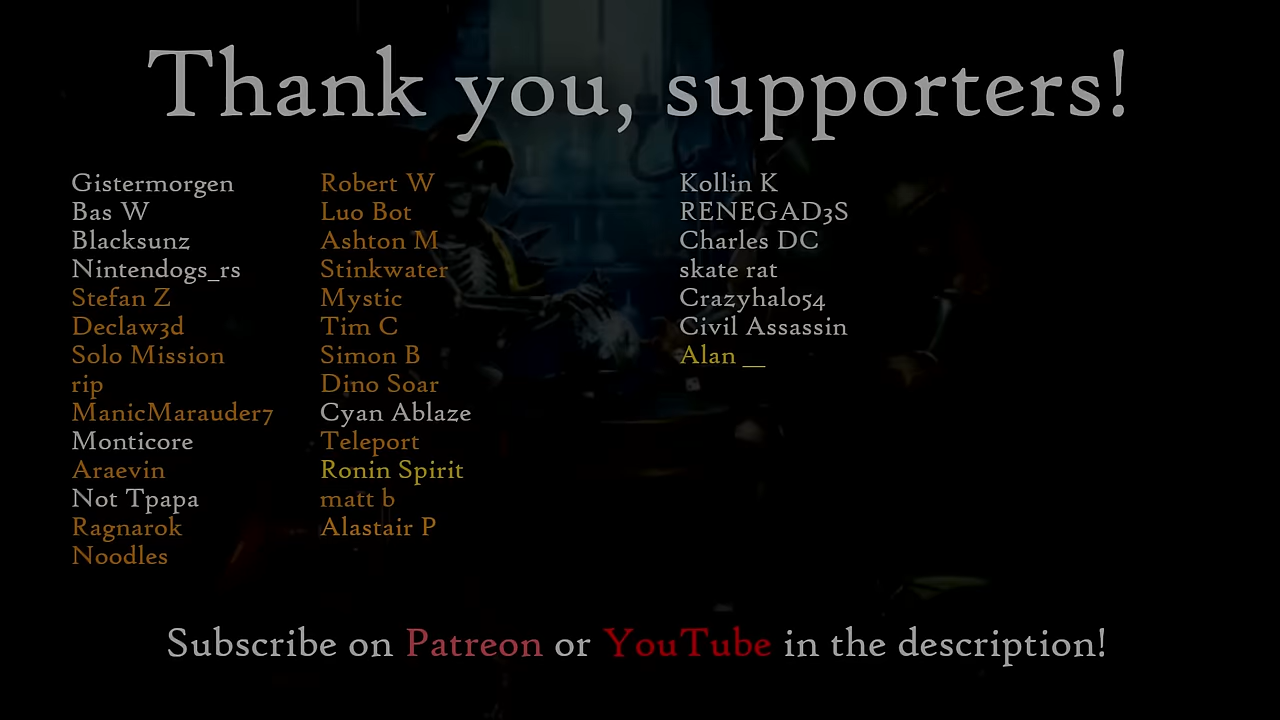 Thank you, supporters!
Gistermorgen
Bas W
Blacksunz
Nintendogs_rs
Stefan Z
Declaw3d
Solo Mission
rip
ManicMarauder7
Monticore
Araevin
Not Tpapa
Ragnarok
Noodles
Robert W
Luo Bot
Ashton M
Stinkwater
Mystic
Tim C
Simon B
Dino Soar
Cyan Ablaze
Teleport
Ronin Spirit
matt b
Alastair P
Kollin K
RENEGAD3S
Charles DC
skate rat
Crazyhalo54
Civil Assassin
Alan __
Subscribe on Patreon or YouTube in the description!